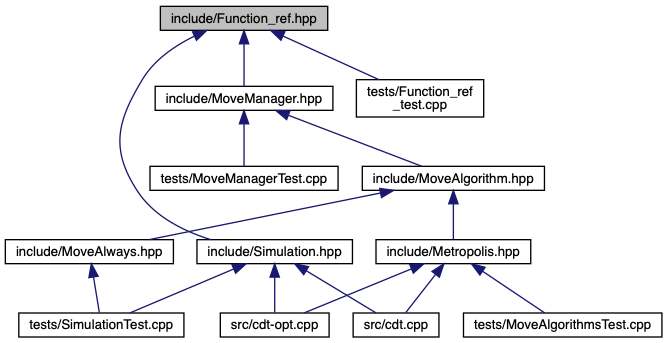 include/Function_ref.hpp
include/MoveManager.hpp
tests/Function_ref
_test.cpp
tests/MoveManagerTest.cpp
include/MoveAlgorithm.hpp
include/MoveAlways.hpp
include/Simulation.hpp
include/Metropolis.hpp
tests/SimulationTest.cpp
src/cdt-opt.cpp
src/cdt.cpp
tests/MoveAlgorithmsTest.cpp